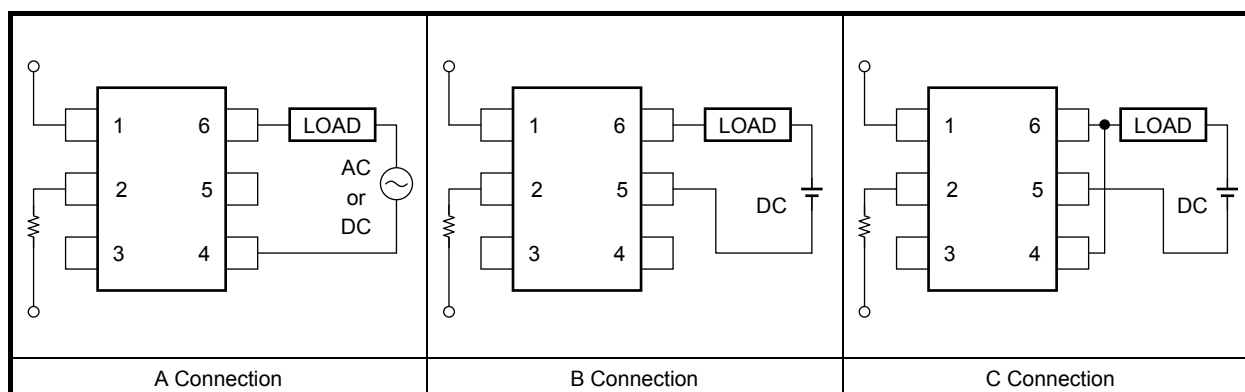 1 6 LOAD
AC
or
DC
2 5
3 4
A Connection
1 6 LOAD
2 5 DC
3 4
B Connection
1 6 LOAD
2 5 DC
3 4
C Connection